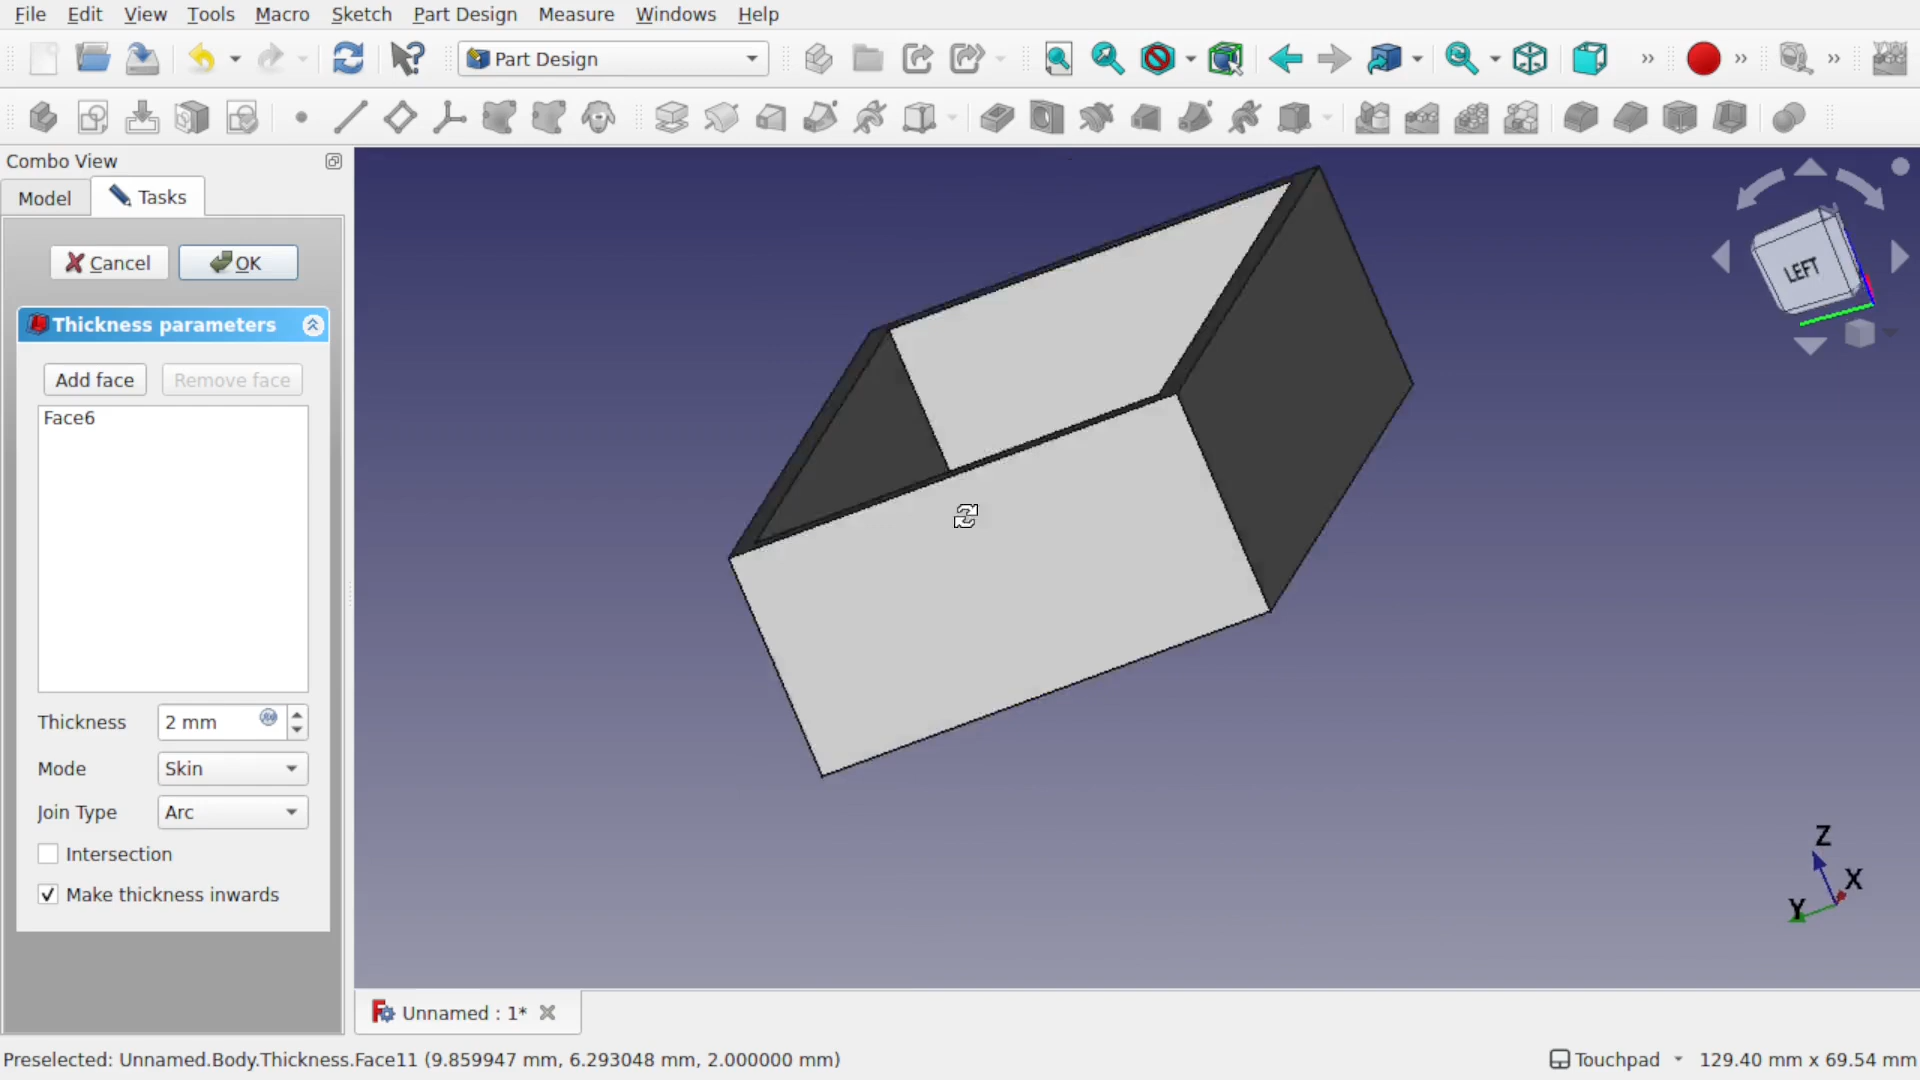 File Edit View Tools Macro Sketch Part Design Measure Windows Help
Part Design
Combo View
Model Tasks
Cancel OK
Thickness parameters
Add face Remove face
Face6
Thickness 2 mm
Mode Skin
Join Type Arc
Intersection
Make thickness inwards
LEFT
Z
X
Y
Unnamed : 1*
Preselected: Unnamed.Body.Thickness.Face11 (9.859947 mm, 6.293048 mm, 2.000000 mm) Touchpad 129.40 mm x 69.54 mm